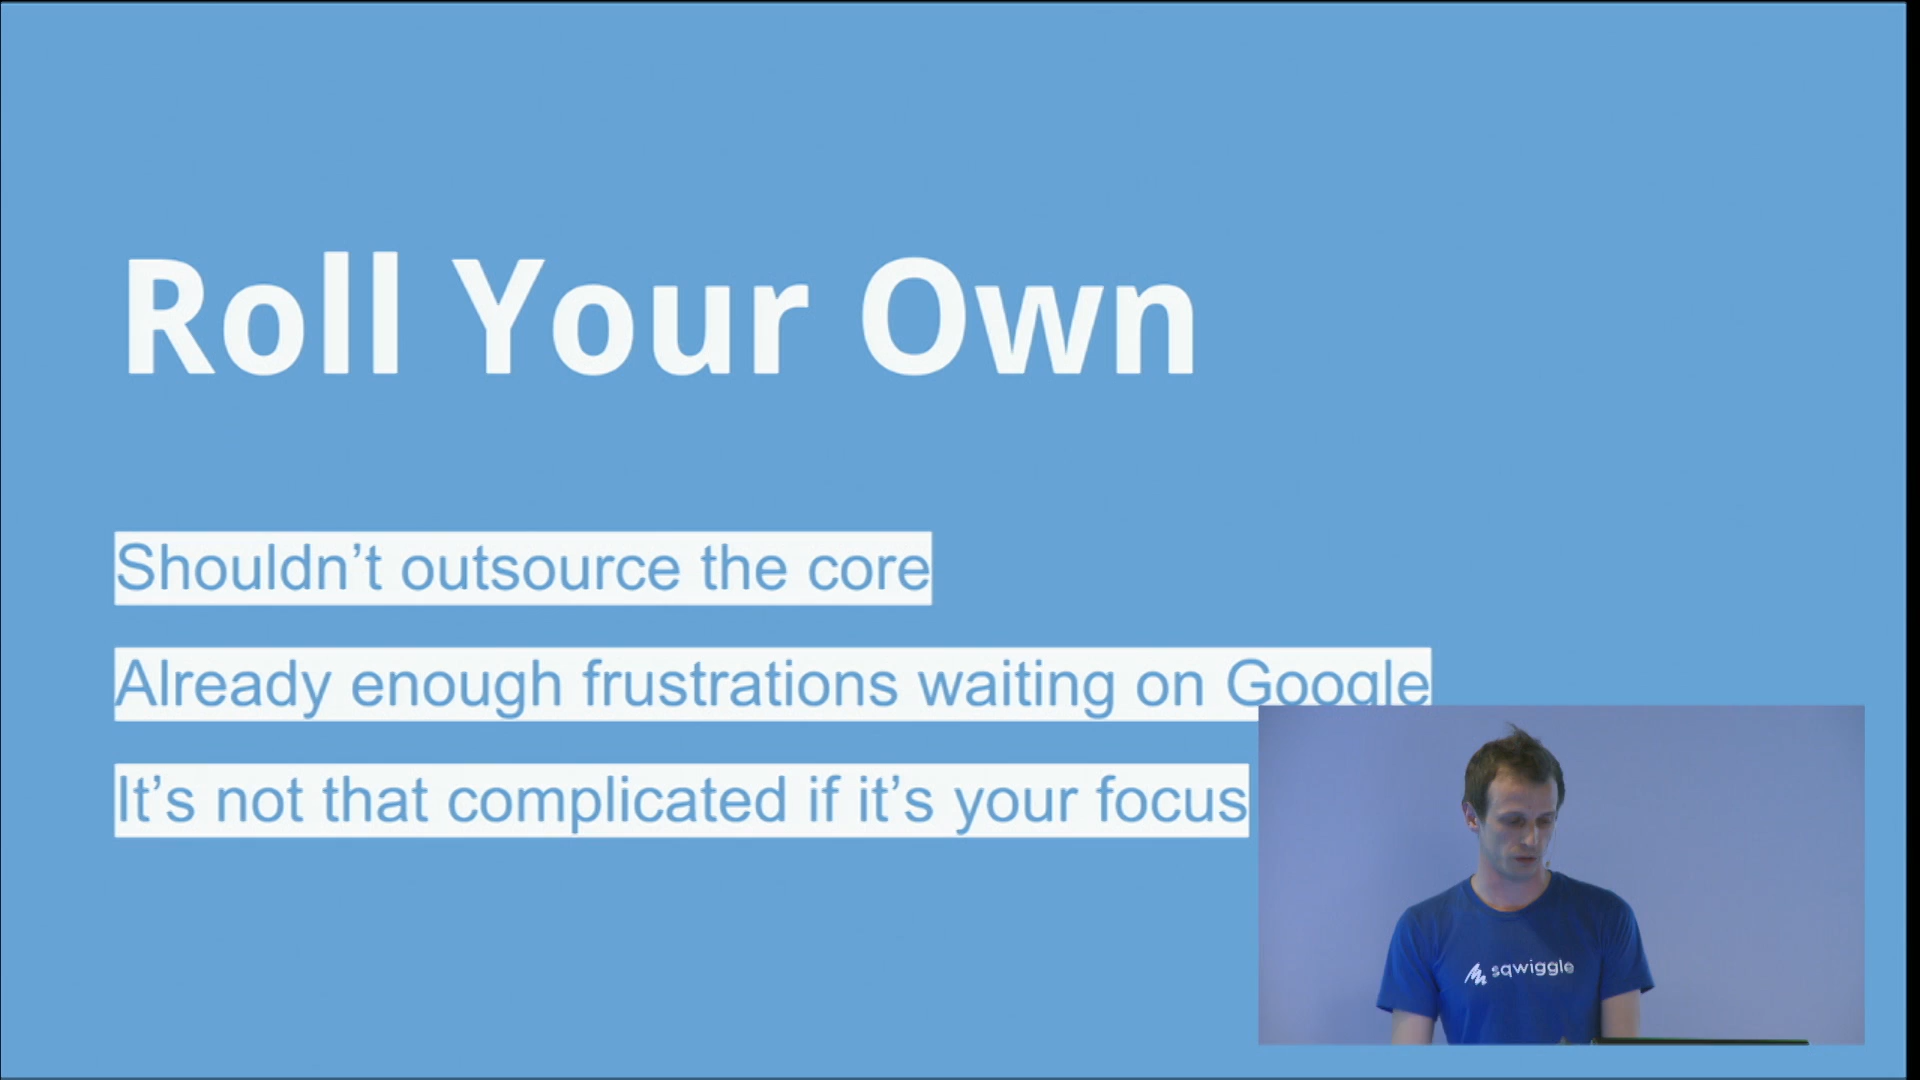 Roll Your Own
Shouldn’t outsource the core
Already enough frustrations waiting on Google
It’s not that complicated if it’s your focus
sqwiggle